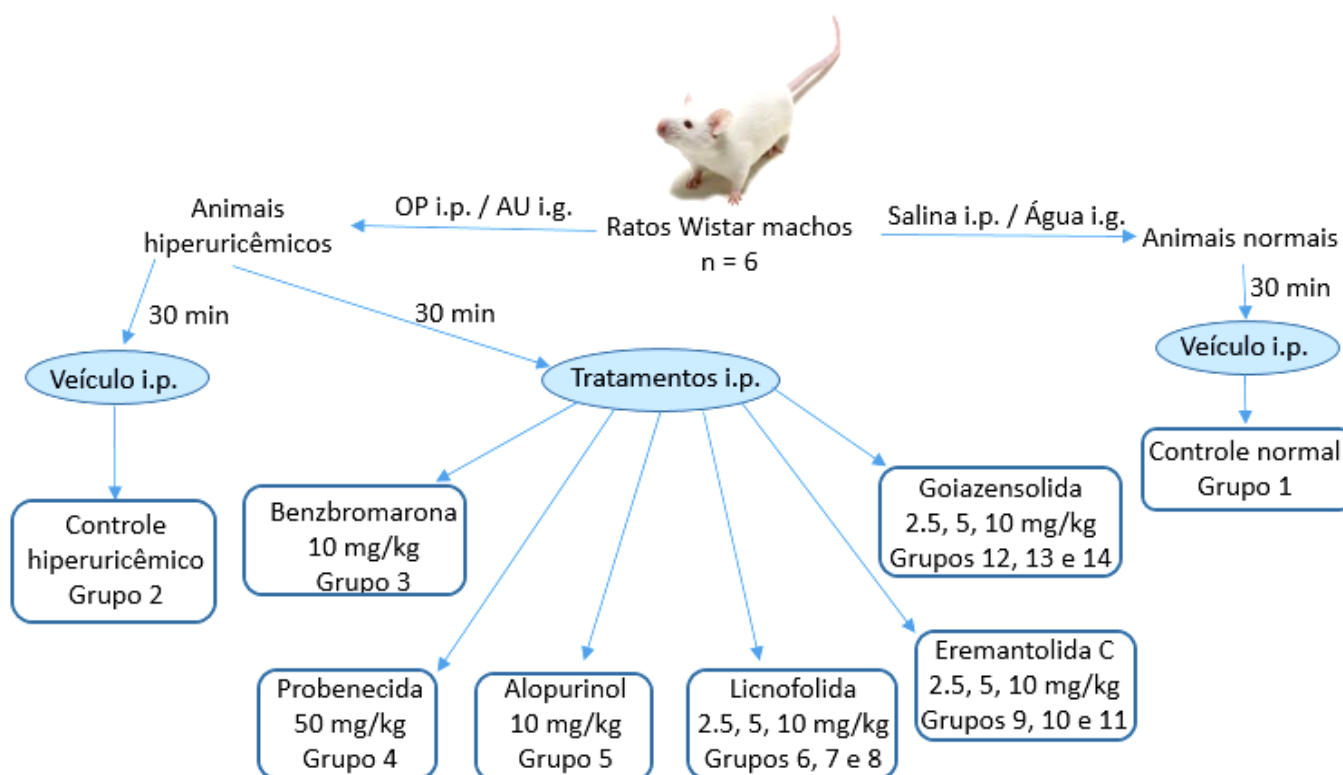 Ratos Wistar machos
n = 6
OP i.p. / AU i.g.
Salina i.p. / Água i.g.
Animais
hiperuricêmicos
Animais normais
30 min
30 min
30 min
Veículo i.p.
Tratamentos i.p.
Veículo i.p.
Controle
hiperuricêmico
Grupo 2
Benzbromarona
10 mg/kg
Grupo 3
Probenecida
50 mg/kg
Grupo 4
Alopurinol
10 mg/kg
Grupo 5
Licnofolida
2.5, 5, 10 mg/kg
Grupos 6, 7 e 8
Eremantolida C
2.5, 5, 10 mg/kg
Grupos 9, 10 e 11
Goiazensolida
2.5, 5, 10 mg/kg
Grupos 12, 13 e 14
Controle normal
Grupo 1